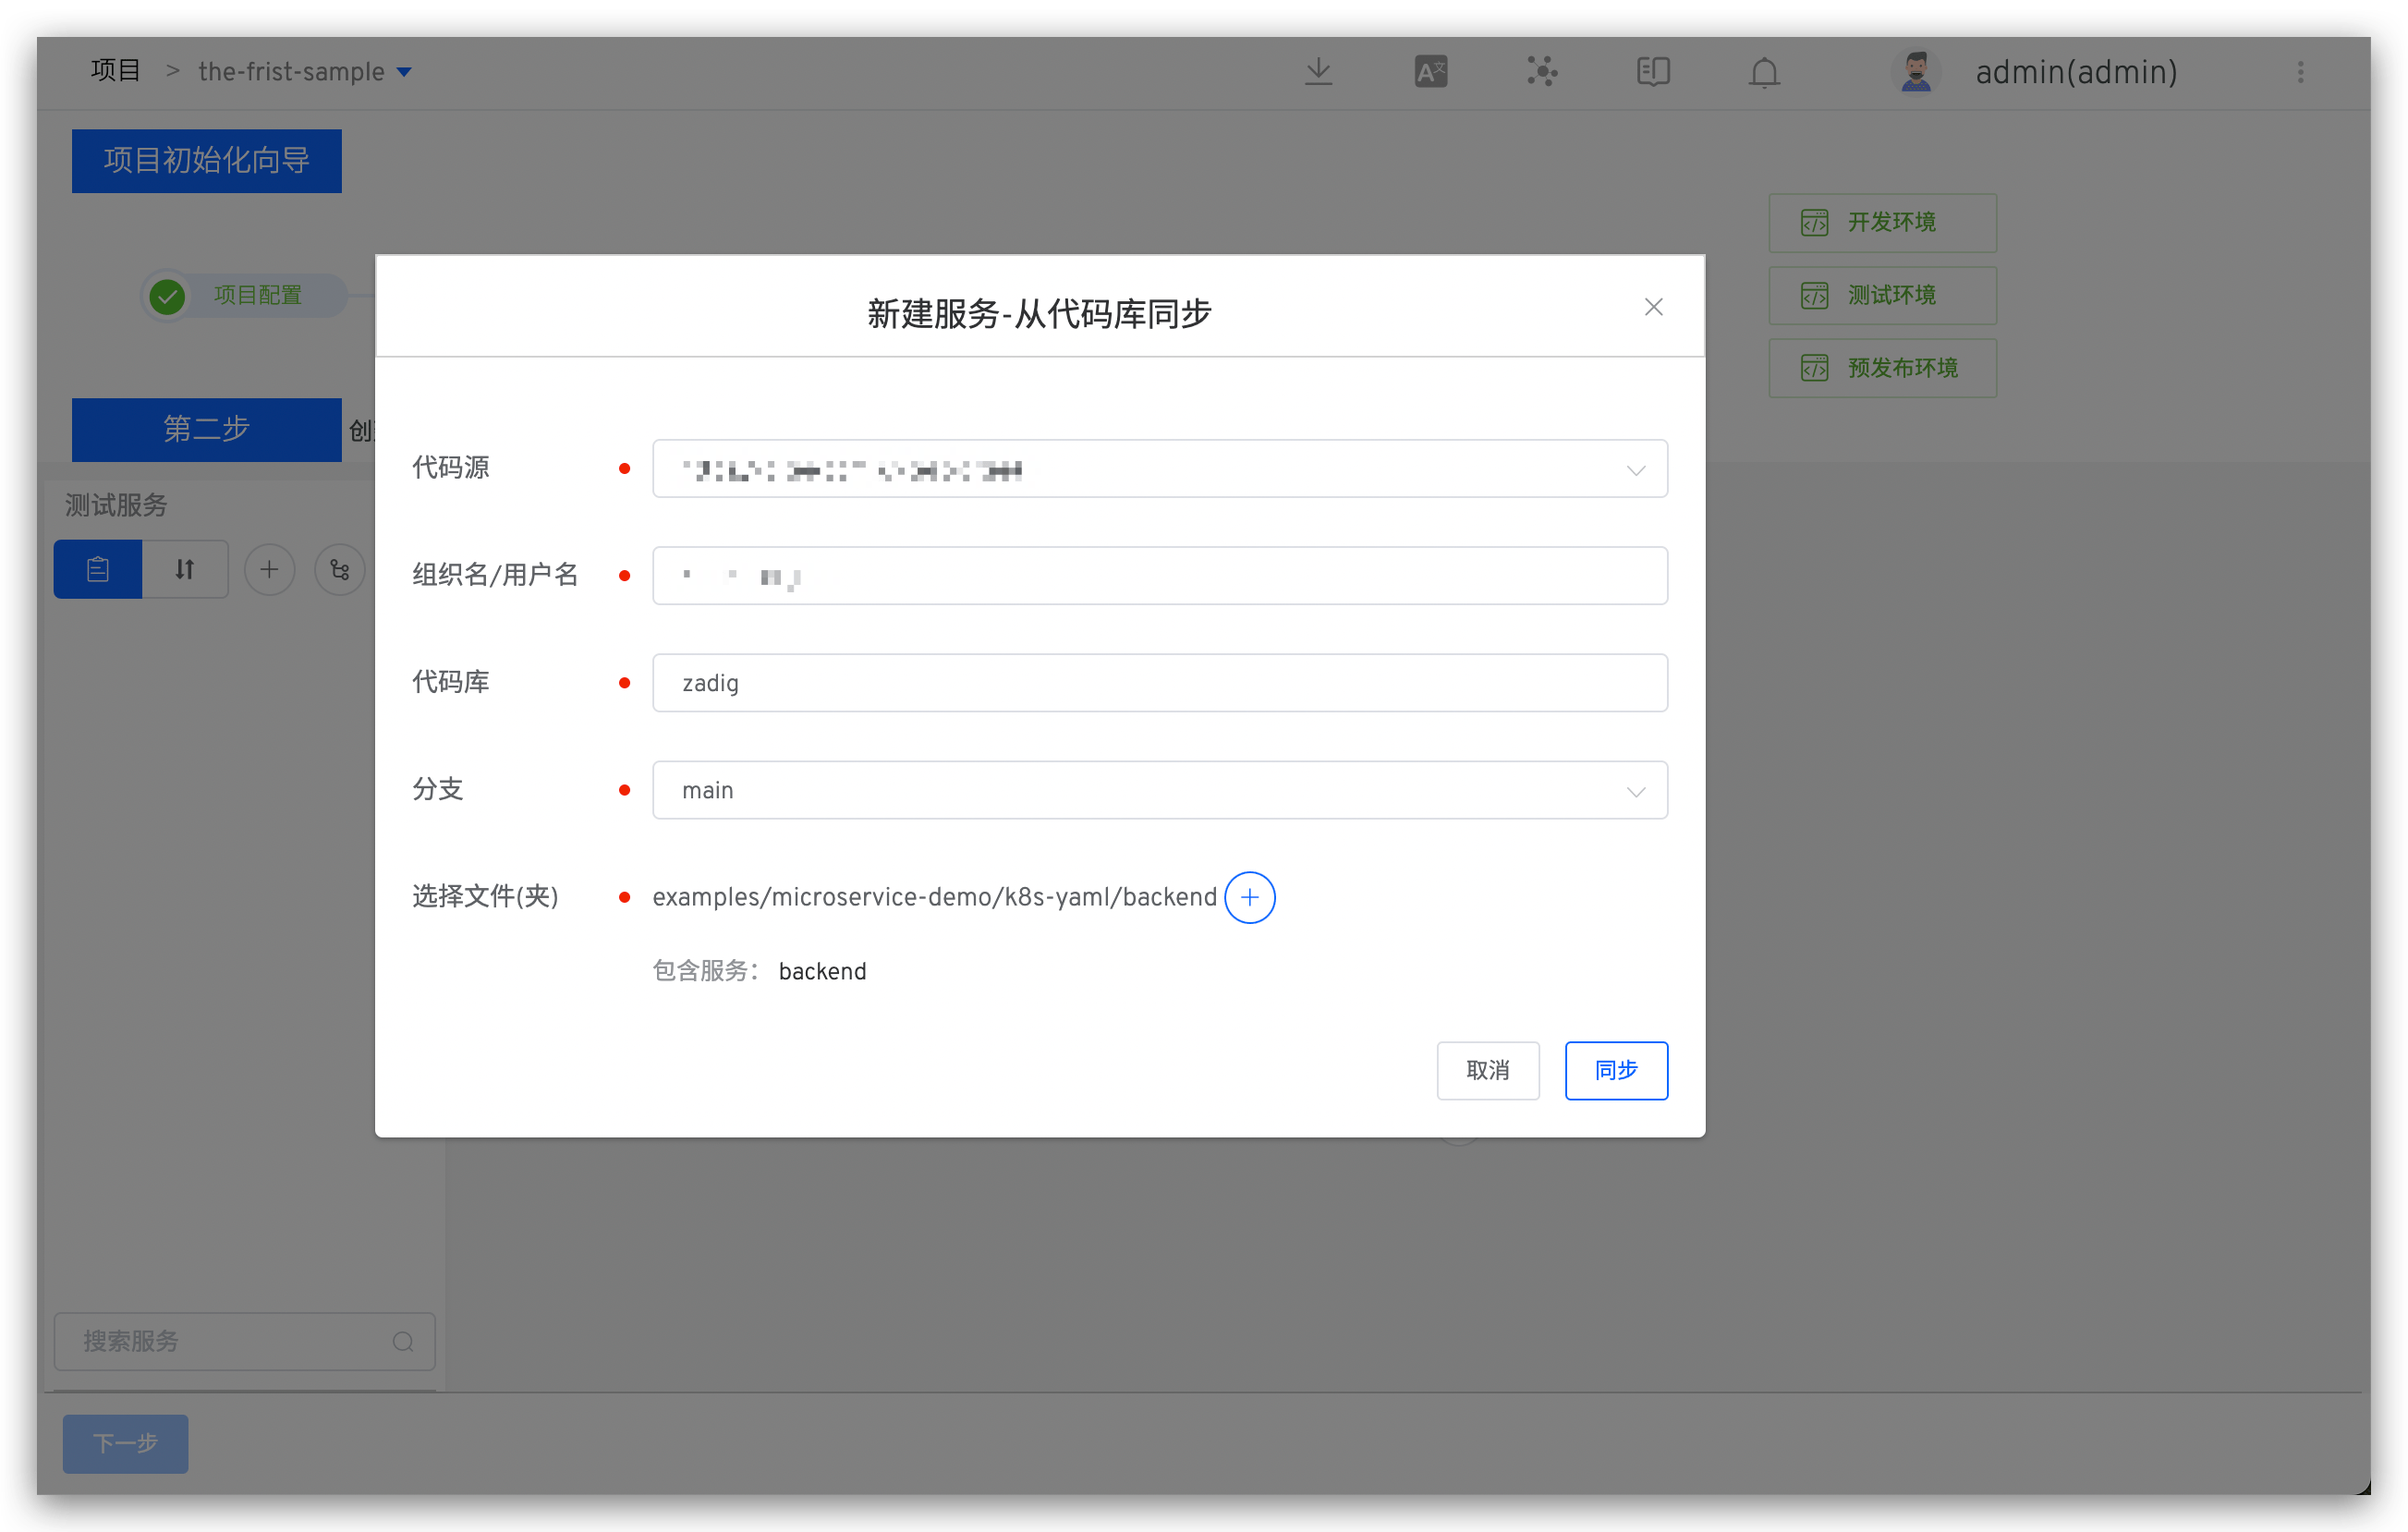 项目 > the-frist-sample
admin(admin)
项目初始化向导
开发环境
项目配置
测试环境
预发布环境
第二步
测试服务
新建服务-从代码库同步
代码源
组织名/用户名
代码库
zadig
分支
main
选择文件(夹)
examples/microservice-demo/k8s-yaml/backend
包含服务： backend
取消
同步
搜索服务
下一步